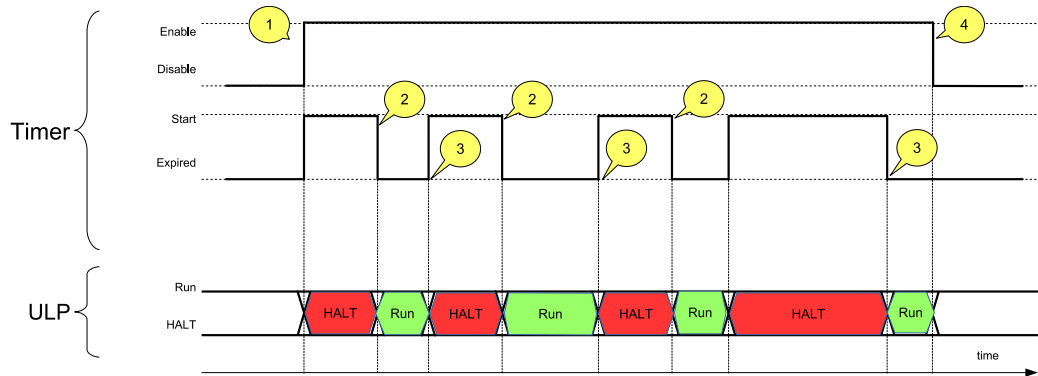 1
Enable
4
Disable
Timer
2
2
2
Start
3
3
3
Expired
ULP
Run
HALT
HALT
Run
HALT
Run
HALT
Run
HALT
Run
time